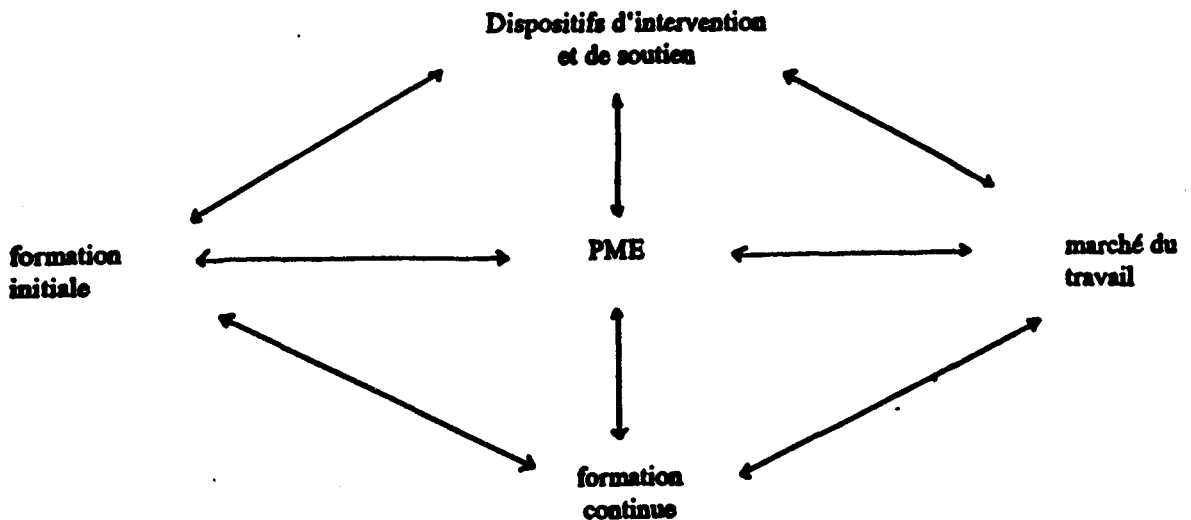 Dispositifs d'intervention
et de soutien
formation
initiale
PME
marché du
travail
formation
continue